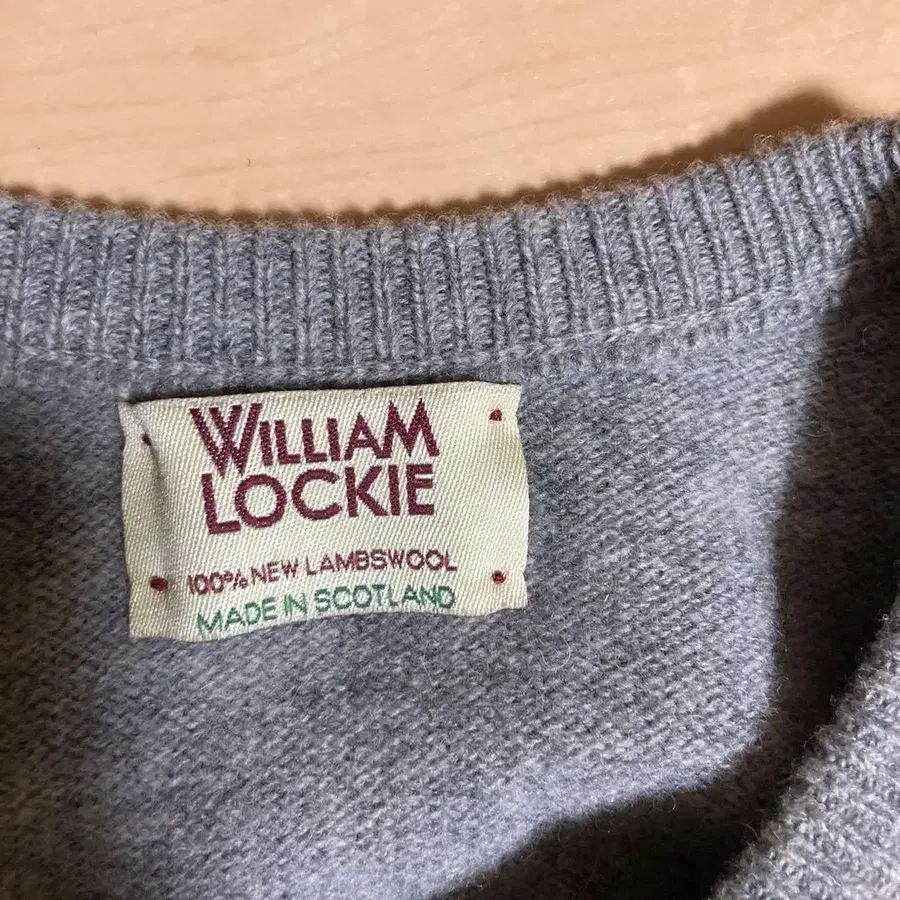 WILLIAM
LOCKIE
100% NEW LAMBSWOOL
MADE IN SCOTLAND